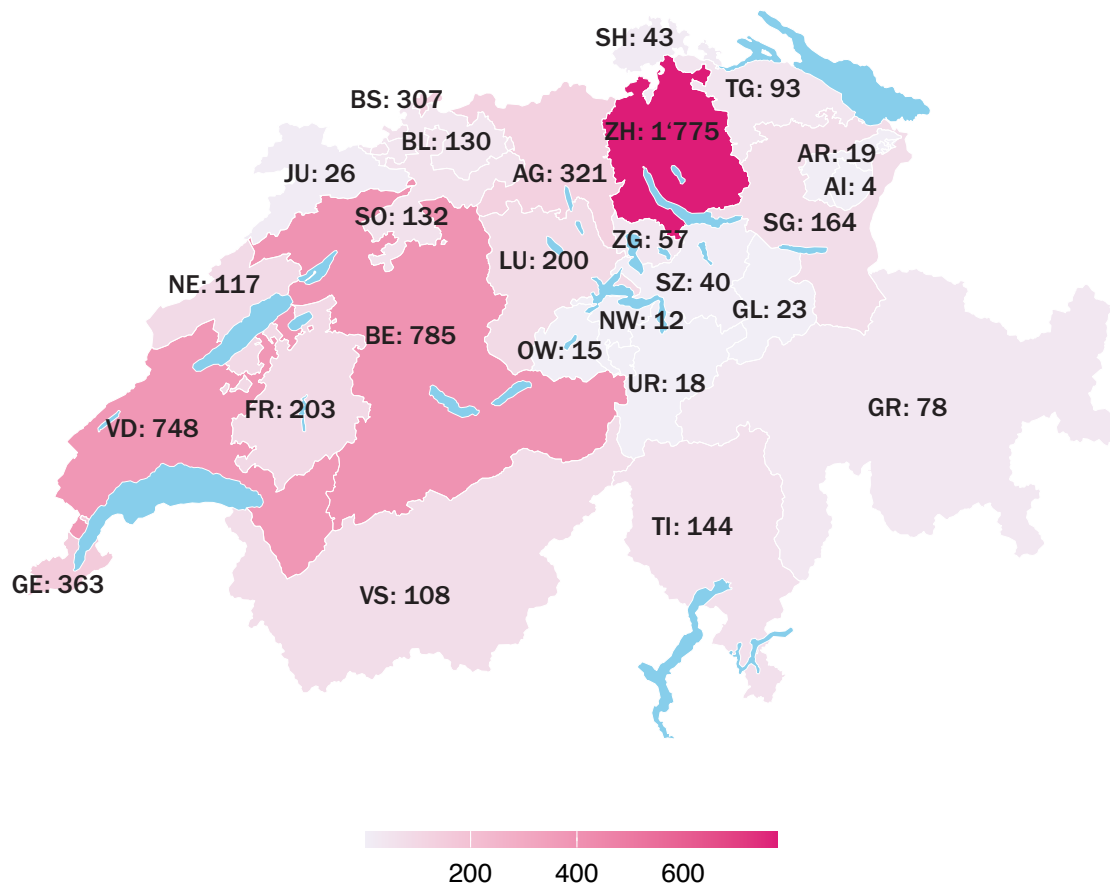 SH: 43
TG: 93
BS: 307
ZH: 1‘775
BL: 130
AR: 19
JU: 26
AG: 321
AI: 4
SO: 132
SG: 164
ZG: 57
LU: 200
NE: 117
SZ: 40
GL: 23
NW: 12
BE: 785
OW: 15
UR: 18
FR: 203
GR: 78
VD: 748
TI: 144
GE: 363
VS: 108
200 400 600